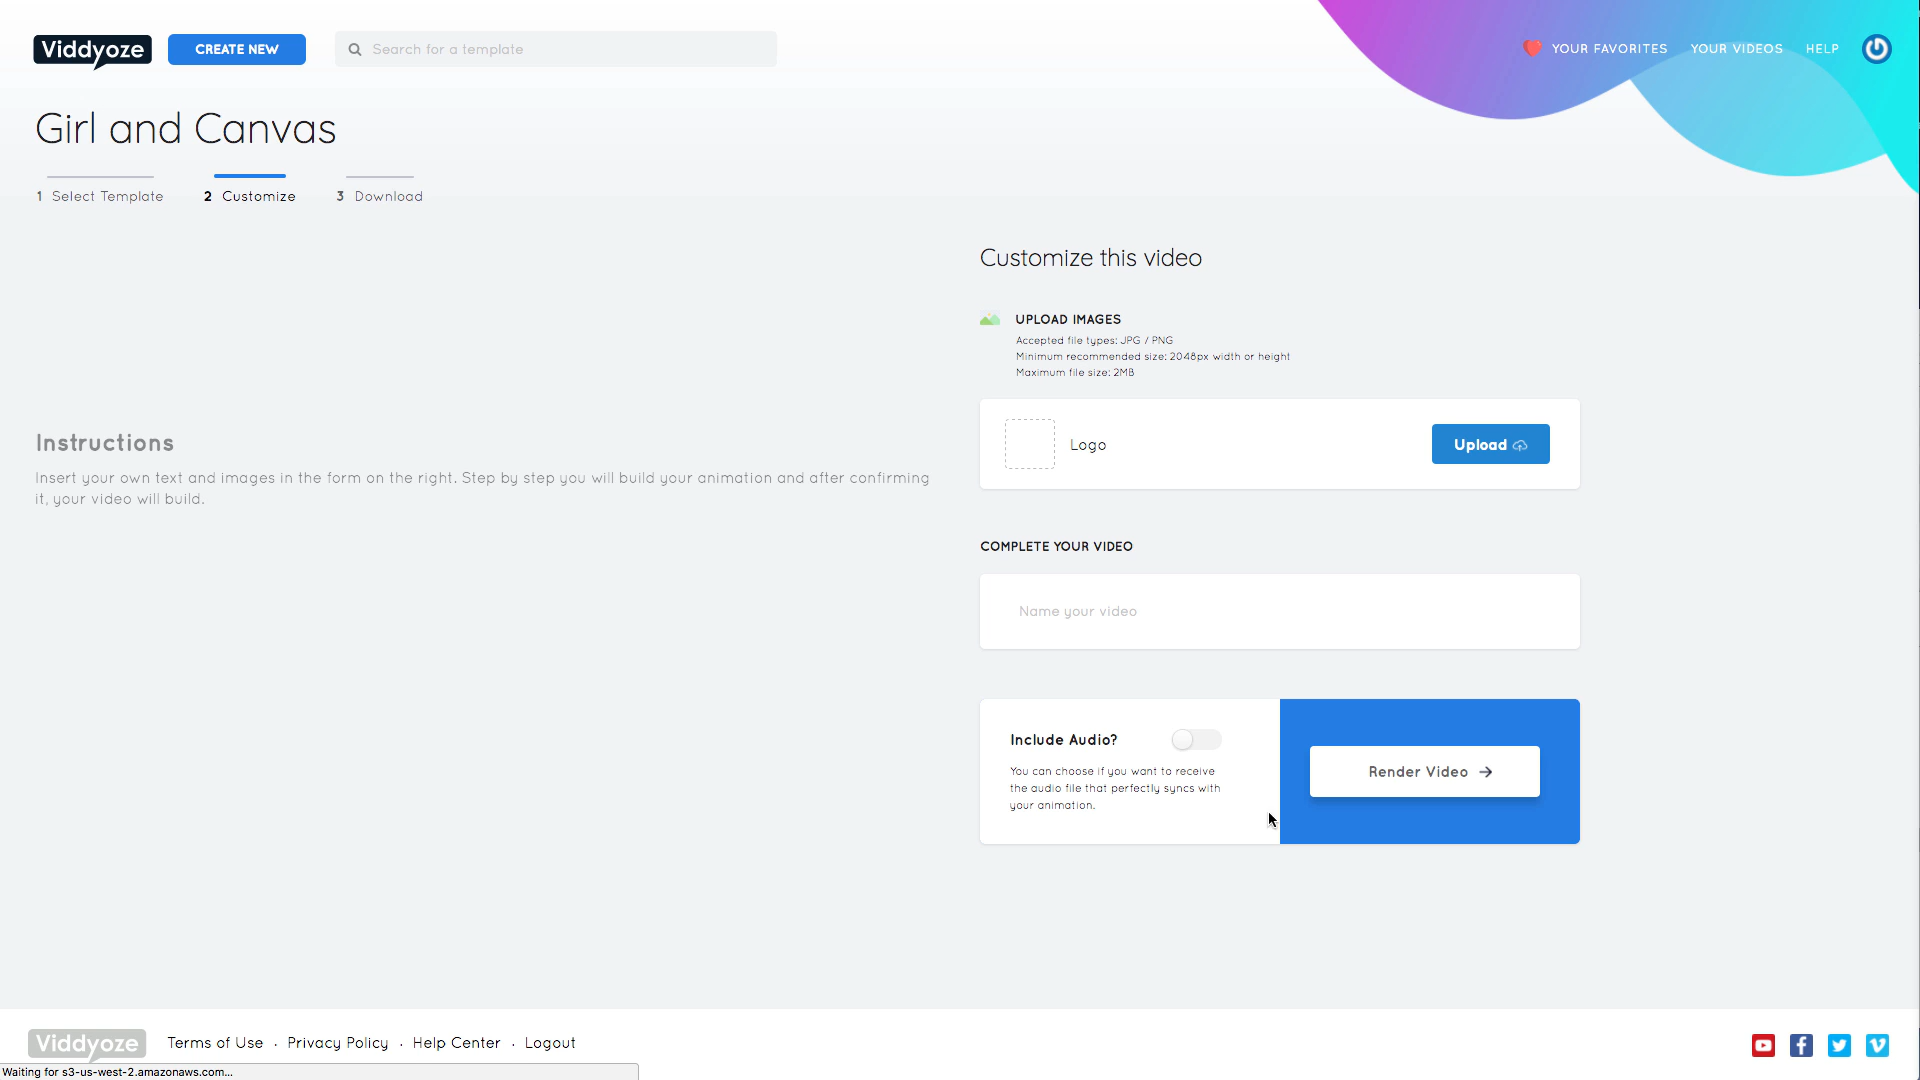 Viddyoze
CREATE NEW
Search for a template
YOUR FAVORITES
YOUR VIDEOS
HELP
Girl and Canvas
1 Select Template
2 Customize
3 Download
Customize this video
UPLOAD IMAGES
Accepted file types: JPG / PNG
Minimum recommended size: 2048px width or height
Maximum file size: 2MB
Logo
Upload
Instructions
Insert your own text and images in the form on the right. Step by step you will build your animation and after confirming
it, your video will build.
COMPLETE YOUR VIDEO
Name your video
Include Audio?
You can choose if you want to receive
the audio file that perfectly syncs with
your animation.
Render Video →
Viddyoze
Terms of Use · Privacy Policy · Help Center · Logout
Waiting for s3-us-west-2.amazonaws.com...